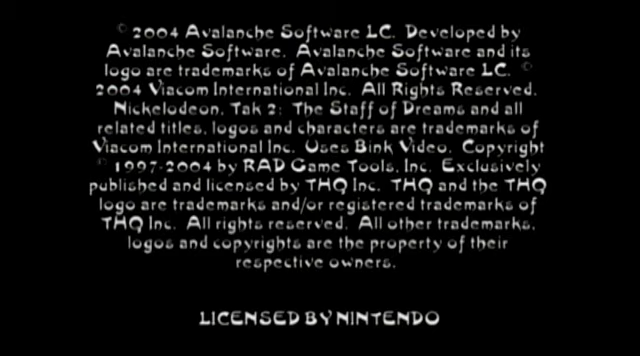 © 2004 Avalanche Software LC. Developed by
Avalanche Software. Avalanche Software and its
logo are trademarks of Avalanche Software LC. ©
2004 Viacom International Inc. All Rights Reserved.
Nickelodeon, Tak 2: The Staff of Dreams and all
related titles, logos and characters are trademarks of
Viacom International Inc. Uses Bink Video. Copyright
© 1997-2004 by RAD Game Tools, Inc. Exclusively
published and licensed by THQ Inc. THQ and the THQ
logo are trademarks and/or registered trademarks of
THQ Inc. All rights reserved. All other trademarks,
logos and copyrights are the property of their
respective owners.
LICENSED BY NINTENDO